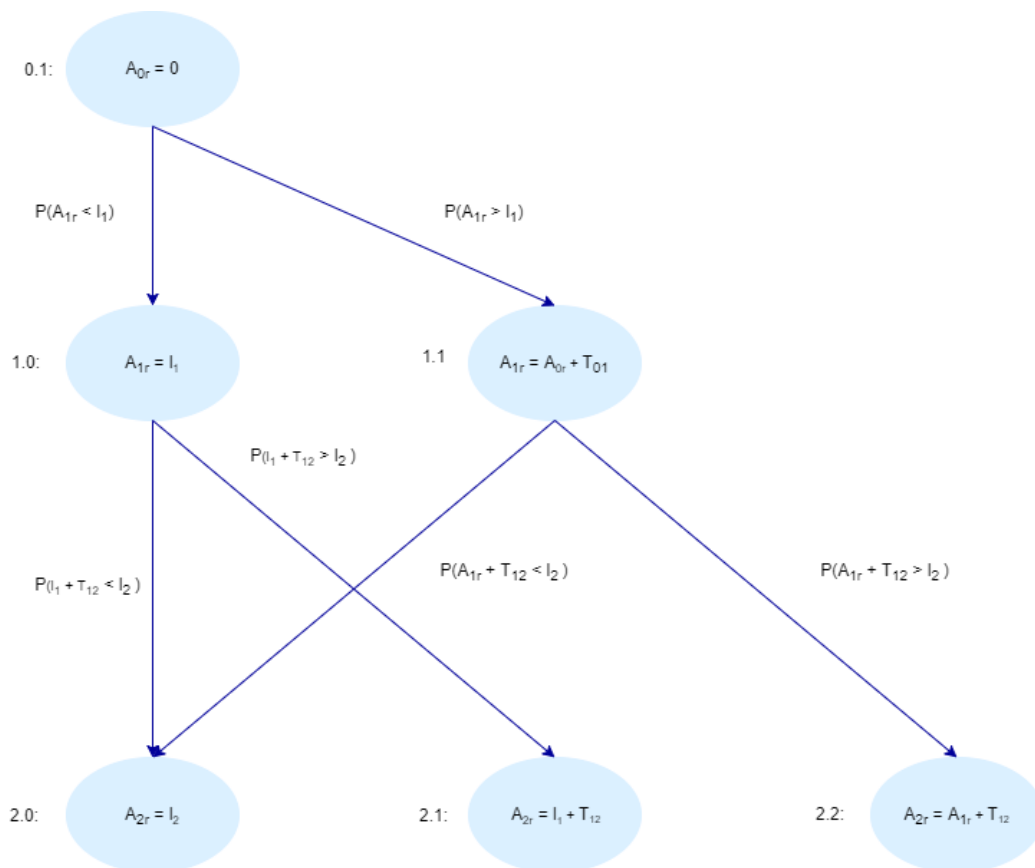 0.1:
A₀ᵣ = 0
P(A₁ᵣ < I₁)
P(A₁ᵣ > I₁)
1.0:
A₁ᵣ = I₁
1.1
A₁ᵣ = A₀ᵣ + T₀₁
P(I₁ + T₁₂ > I₂ )
P(I₁ + T₁₂ < I₂)
P(A₁ᵣ + T₁₂ < I₂)
P(A₁ᵣ + T₁₂ > I₂)
2.0:
A₂ᵣ = I₂
2.1:
A₂ᵣ = I₁ + T₁₂
2.2:
A₂ᵣ = A₁ᵣ + T₁₂